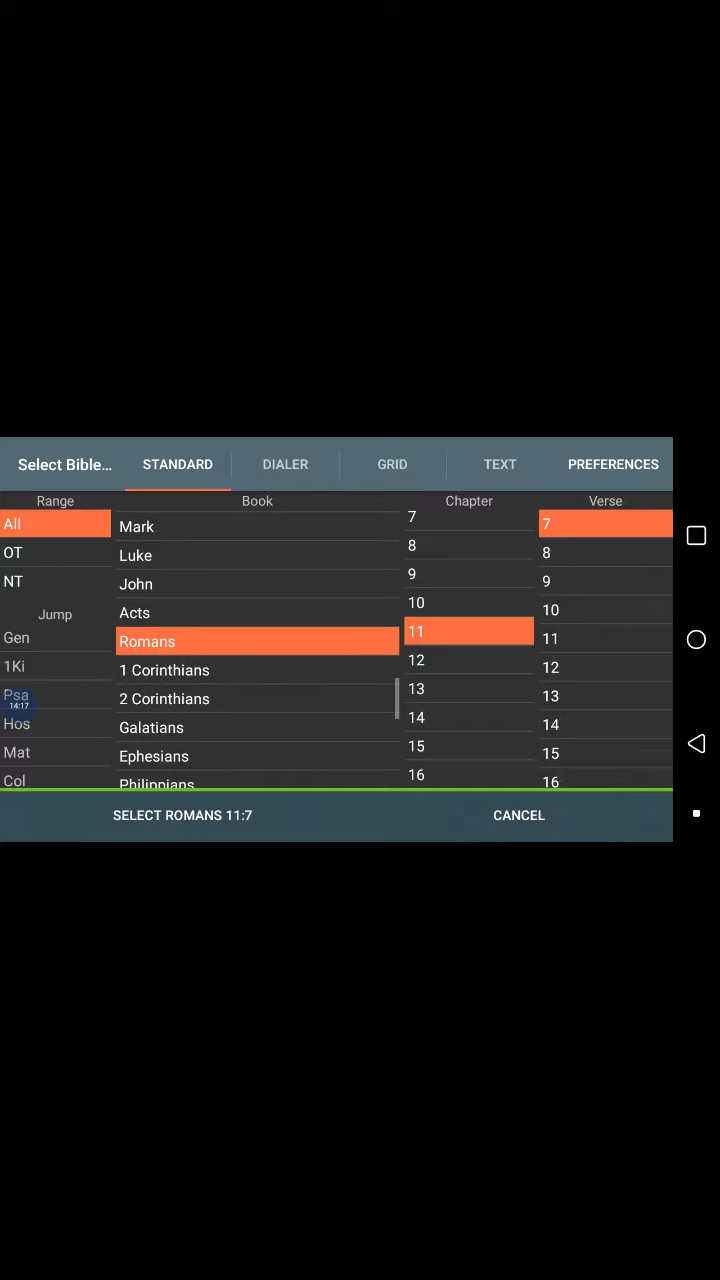 Select Bible... STANDARD DIALER GRID TEXT PREFERENCES
Range Book Chapter Verse
All
OT
NT
Jump
Gen
1Ki
Psa
14:17
Hos
Mat
Col
Mark
Luke
John
Acts
Romans
1 Corinthians
2 Corinthians
Galatians
Ephesians
Philippians
7
8
9
10
11
12
13
14
15
16
7
8
9
10
11
12
13
14
15
16
SELECT ROMANS 11:7 CANCEL